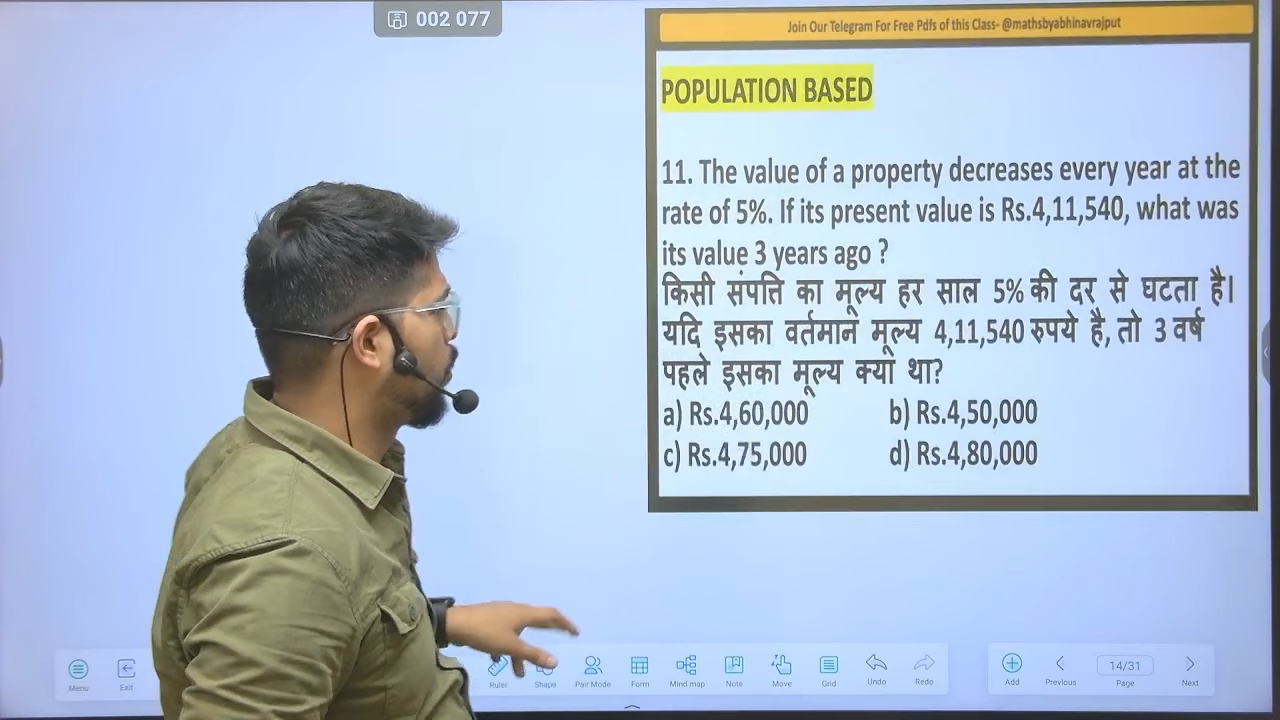 002 077
Join Our Telegram For Free Pdfs of this Class- @mathsbyabhinavrajput
POPULATION BASED
11. The value of a property decreases every year at the
rate of 5%. If its present value is Rs.4,11,540, what was
its value 3 years ago ?
किसी संपत्ति का मूल्य हर साल 5% की दर से घटता है।
यदि इसका वर्तमान मूल्य 4,11,540 रुपये है, तो 3 वर्ष
पहले इसका मूल्य क्या था?
a) Rs.4,60,000 b) Rs.4,50,000
c) Rs.4,75,000 d) Rs.4,80,000
Menu Exit Ruler Shape Pair Mode Form Mind map Note Move Grid Undo Redo Add Previous 14/31 Page Next